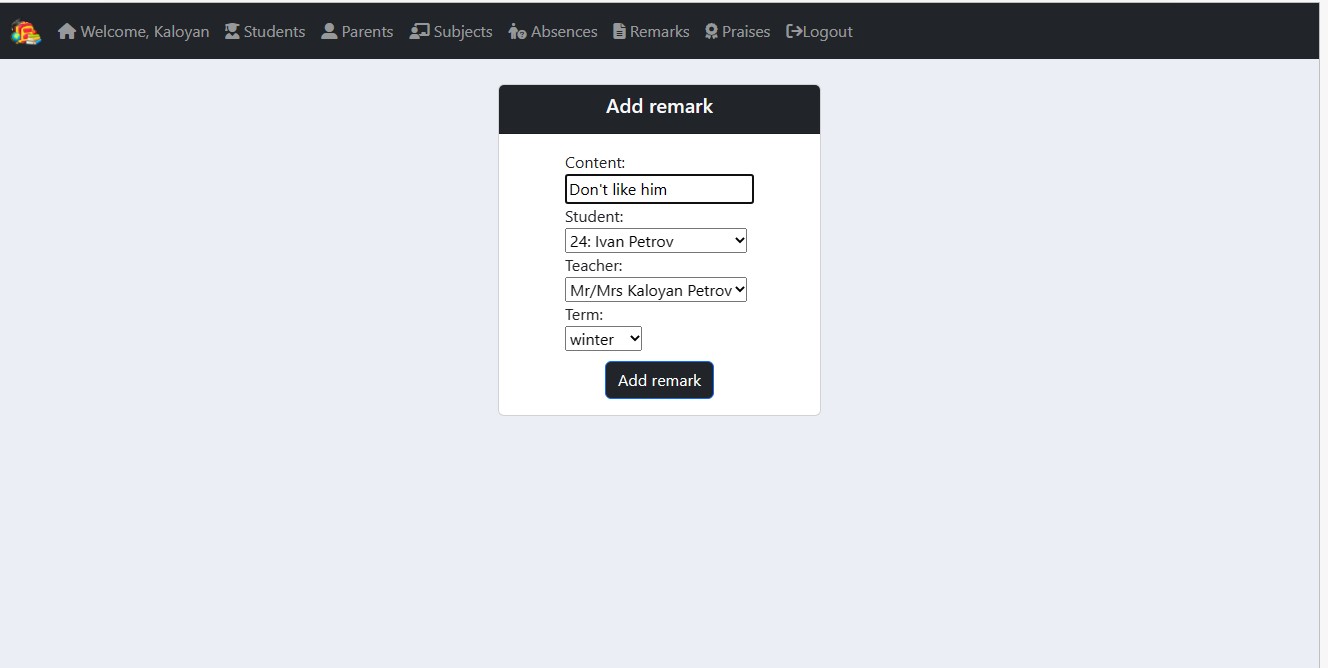 Welcome, Kaloyan Students Parents Subjects Absences Remarks Praises Logout
Add remark
Content:
Don't like him
Student:
24: Ivan Petrov
Teacher:
Mr/Mrs Kaloyan Petrov
Term:
winter
Add remark